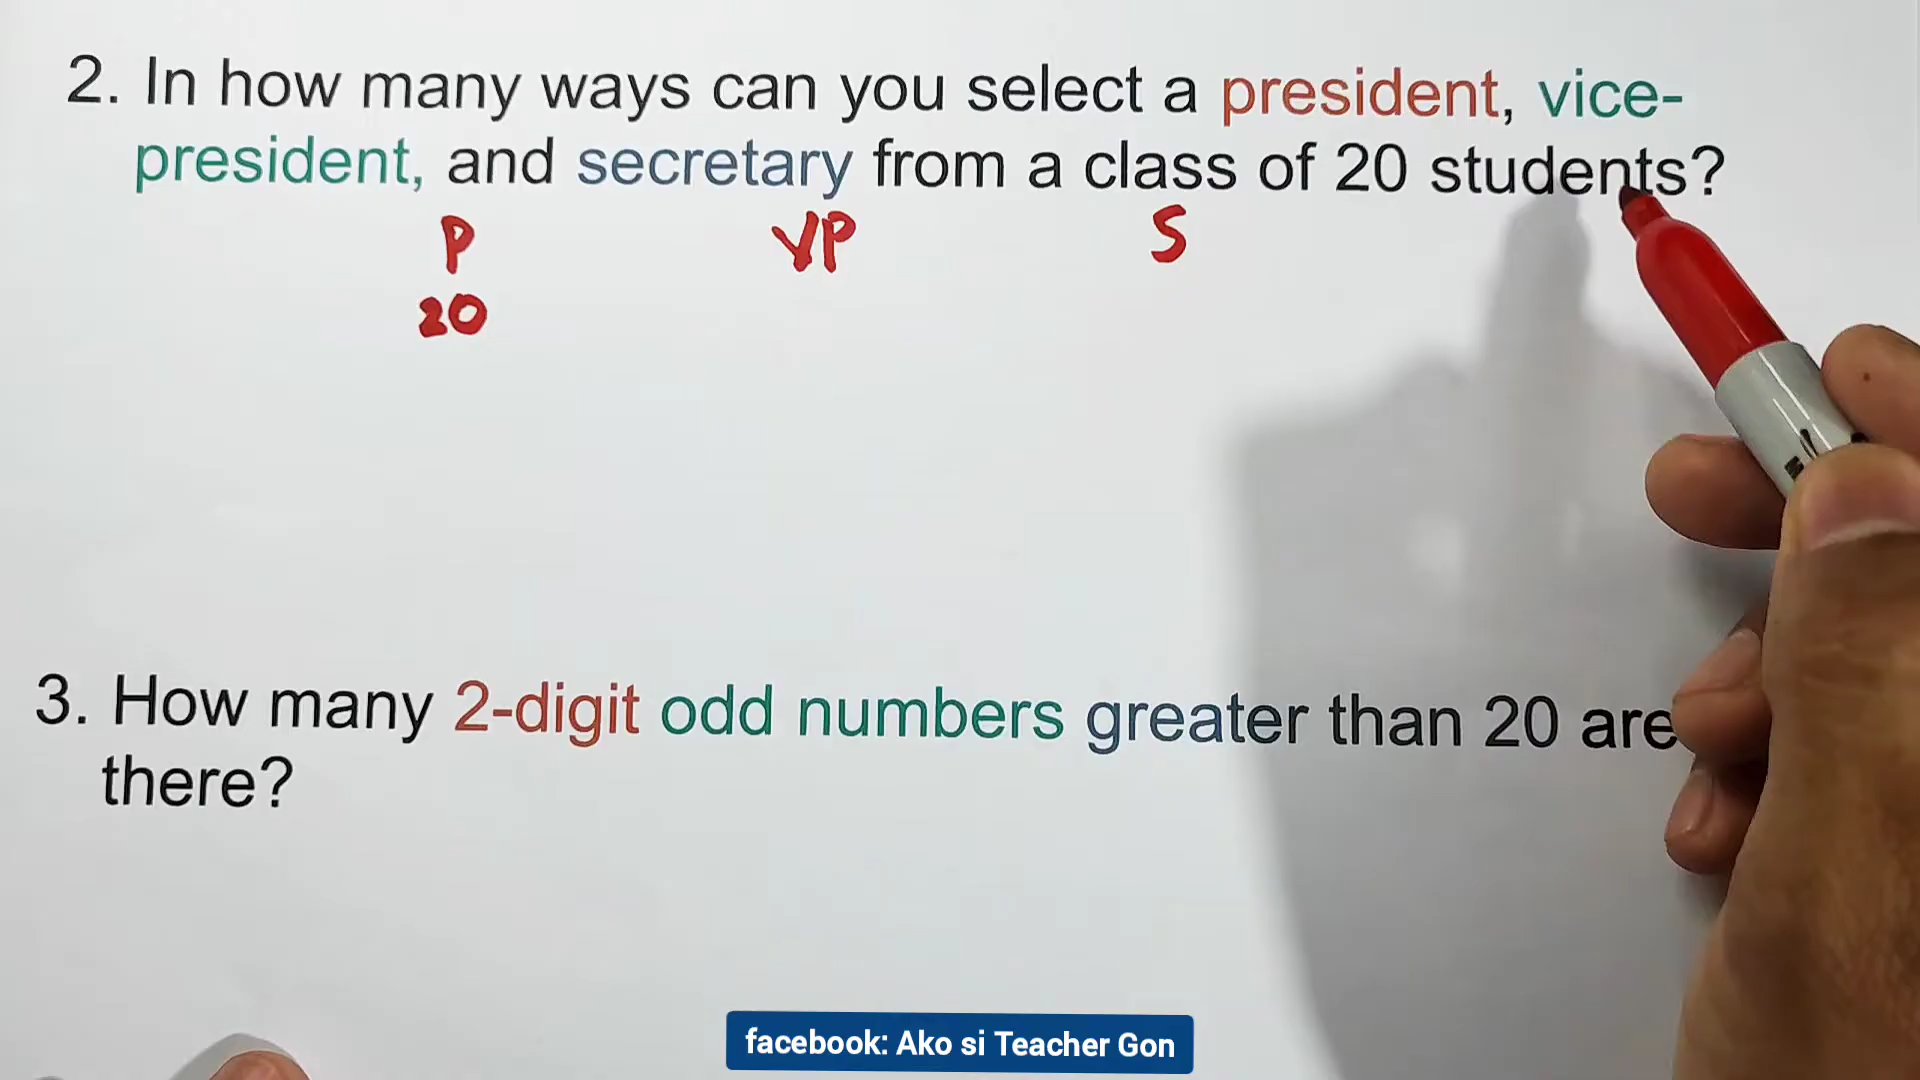 2. In how many ways can you select a president, vice-
president, and secretary from a class of 20 students?
P VP S
20
3. How many 2-digit odd numbers greater than 20 are
there?
facebook: Ako si Teacher Gon